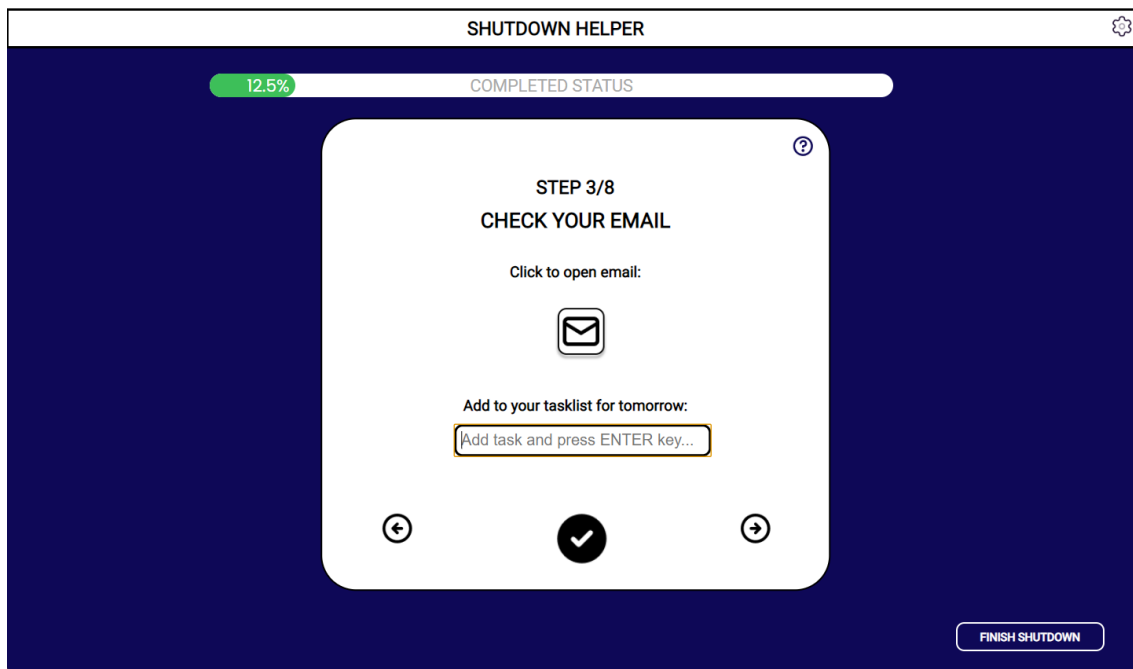 SHUTDOWN HELPER
12.5% COMPLETED STATUS
STEP 3/8
CHECK YOUR EMAIL
Click to open email:
Add to your tasklist for tomorrow:
Add task and press ENTER key...
FINISH SHUTDOWN